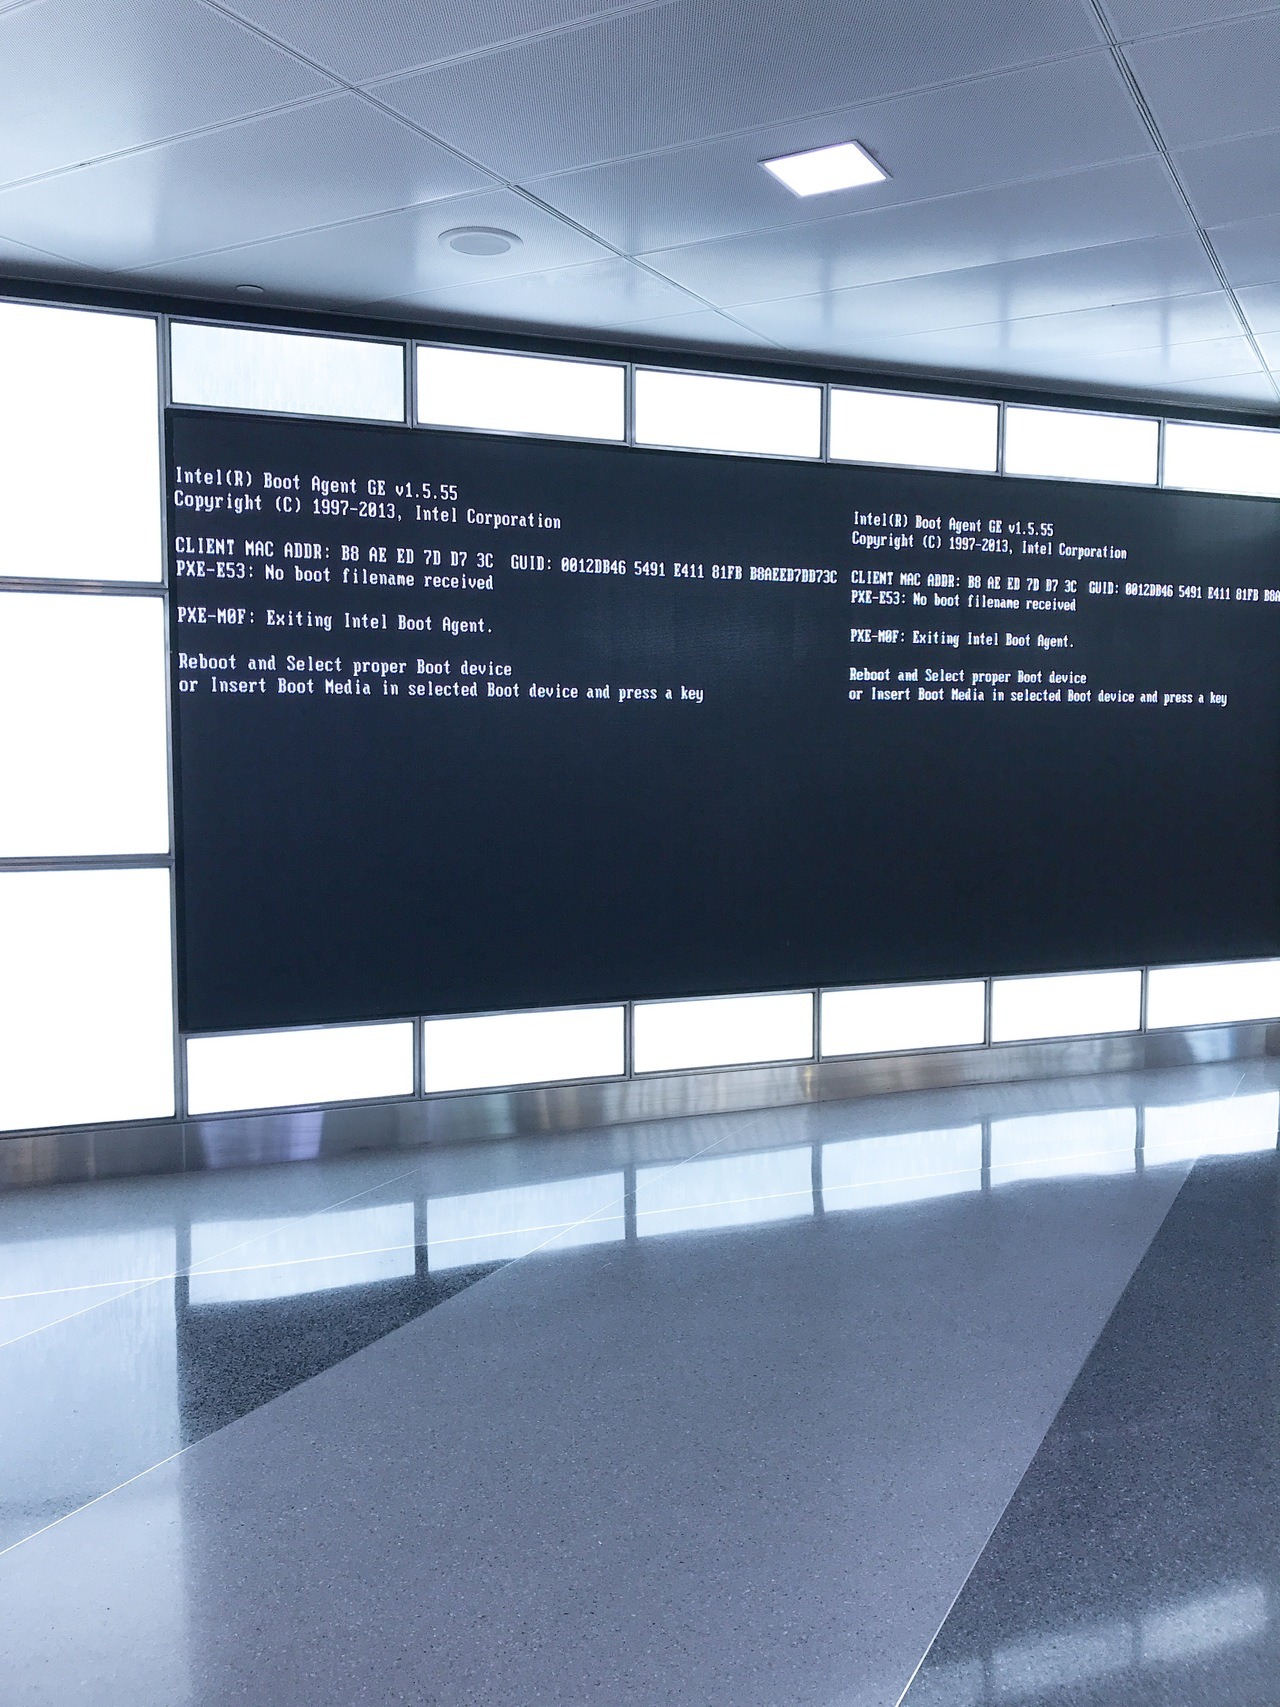 Intel(R) Boot Agent GE v1.5.55
Copyright (C) 1997-2013, Intel Corporation
CLIENT MAC ADDR: B8 AE ED 7D D7 3C  GUID: 0012DB46 5491 E411 81FB B8AEED7DD73C
PXE-E53: No boot filename received
PXE-M0F: Exiting Intel Boot Agent.
Reboot and Select proper Boot device
or Insert Boot Media in selected Boot device and press a key
Intel(R) Boot Agent GE v1.5.55
Copyright (C) 1997-2013, Intel Corporation
CLIENT MAC ADDR: B8 AE ED 7D D7 3C  GUID: 0012DB46 5491 E411 81FB B8A
PXE-E53: No boot filename received
PXE-M0F: Exiting Intel Boot Agent.
Reboot and Select proper Boot device
or Insert Boot Media in selected Boot device and press a key